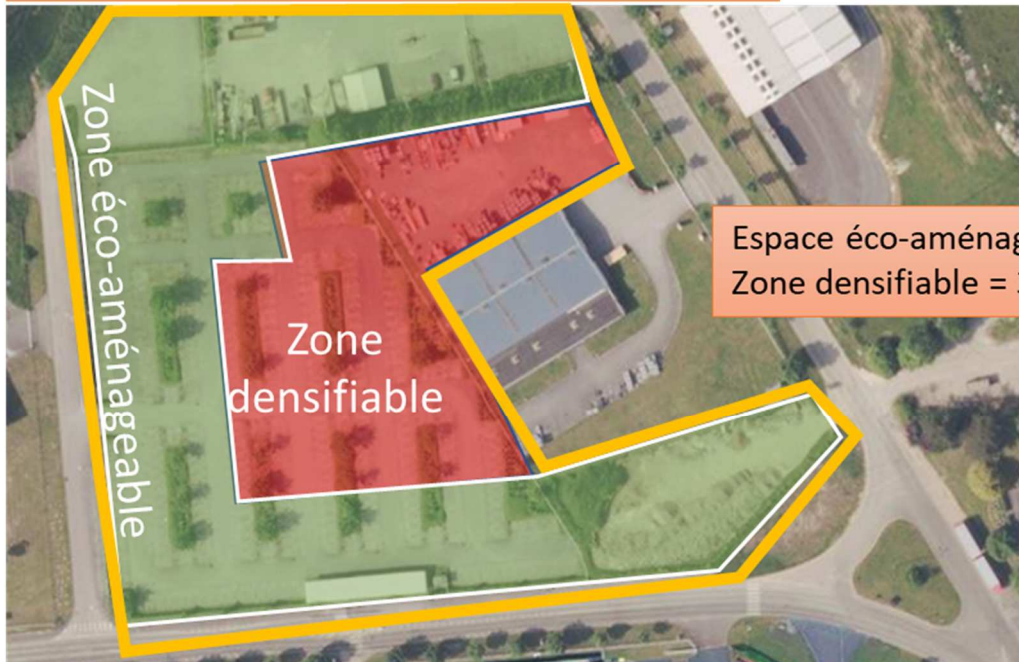 Zone éco-aménageable
Zone
densifiable
Espace éco-aménag
Zone densifiable =